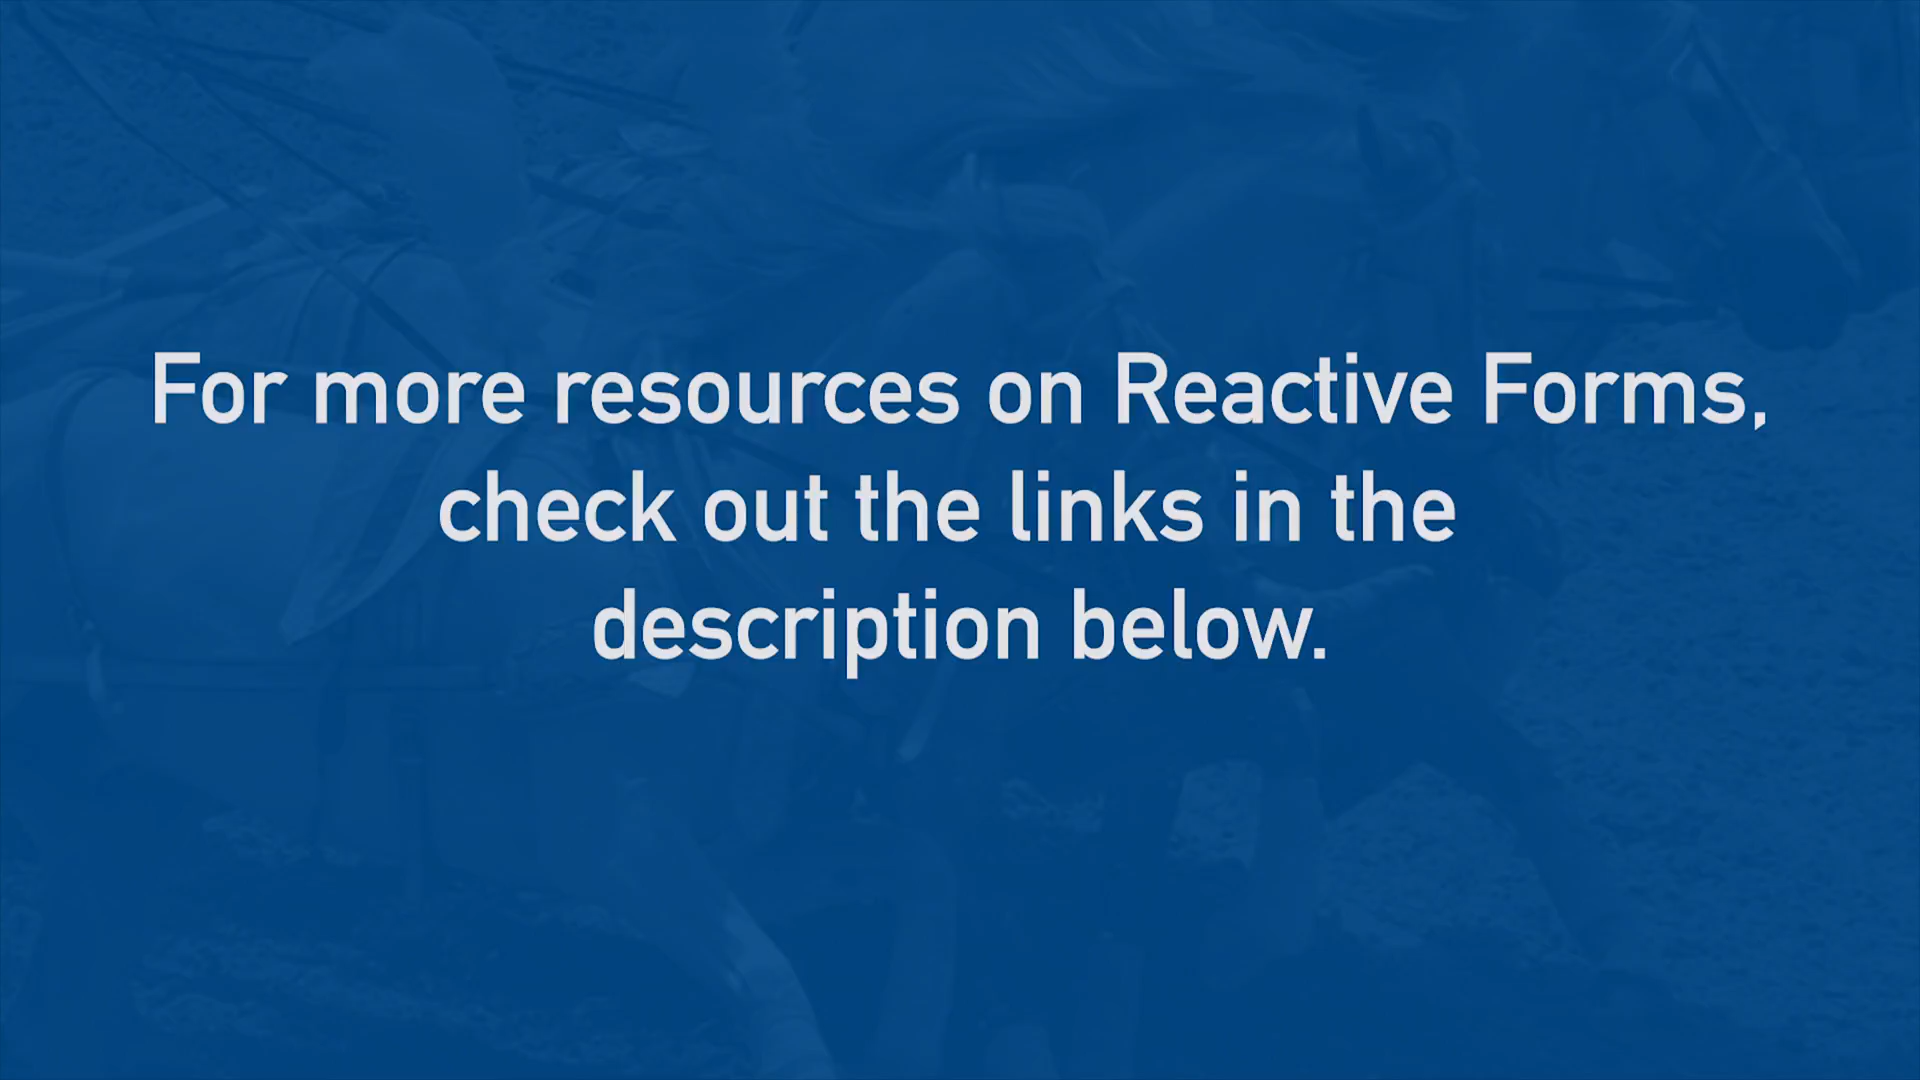 For more resources on Reactive Forms,
check out the links in the
description below.